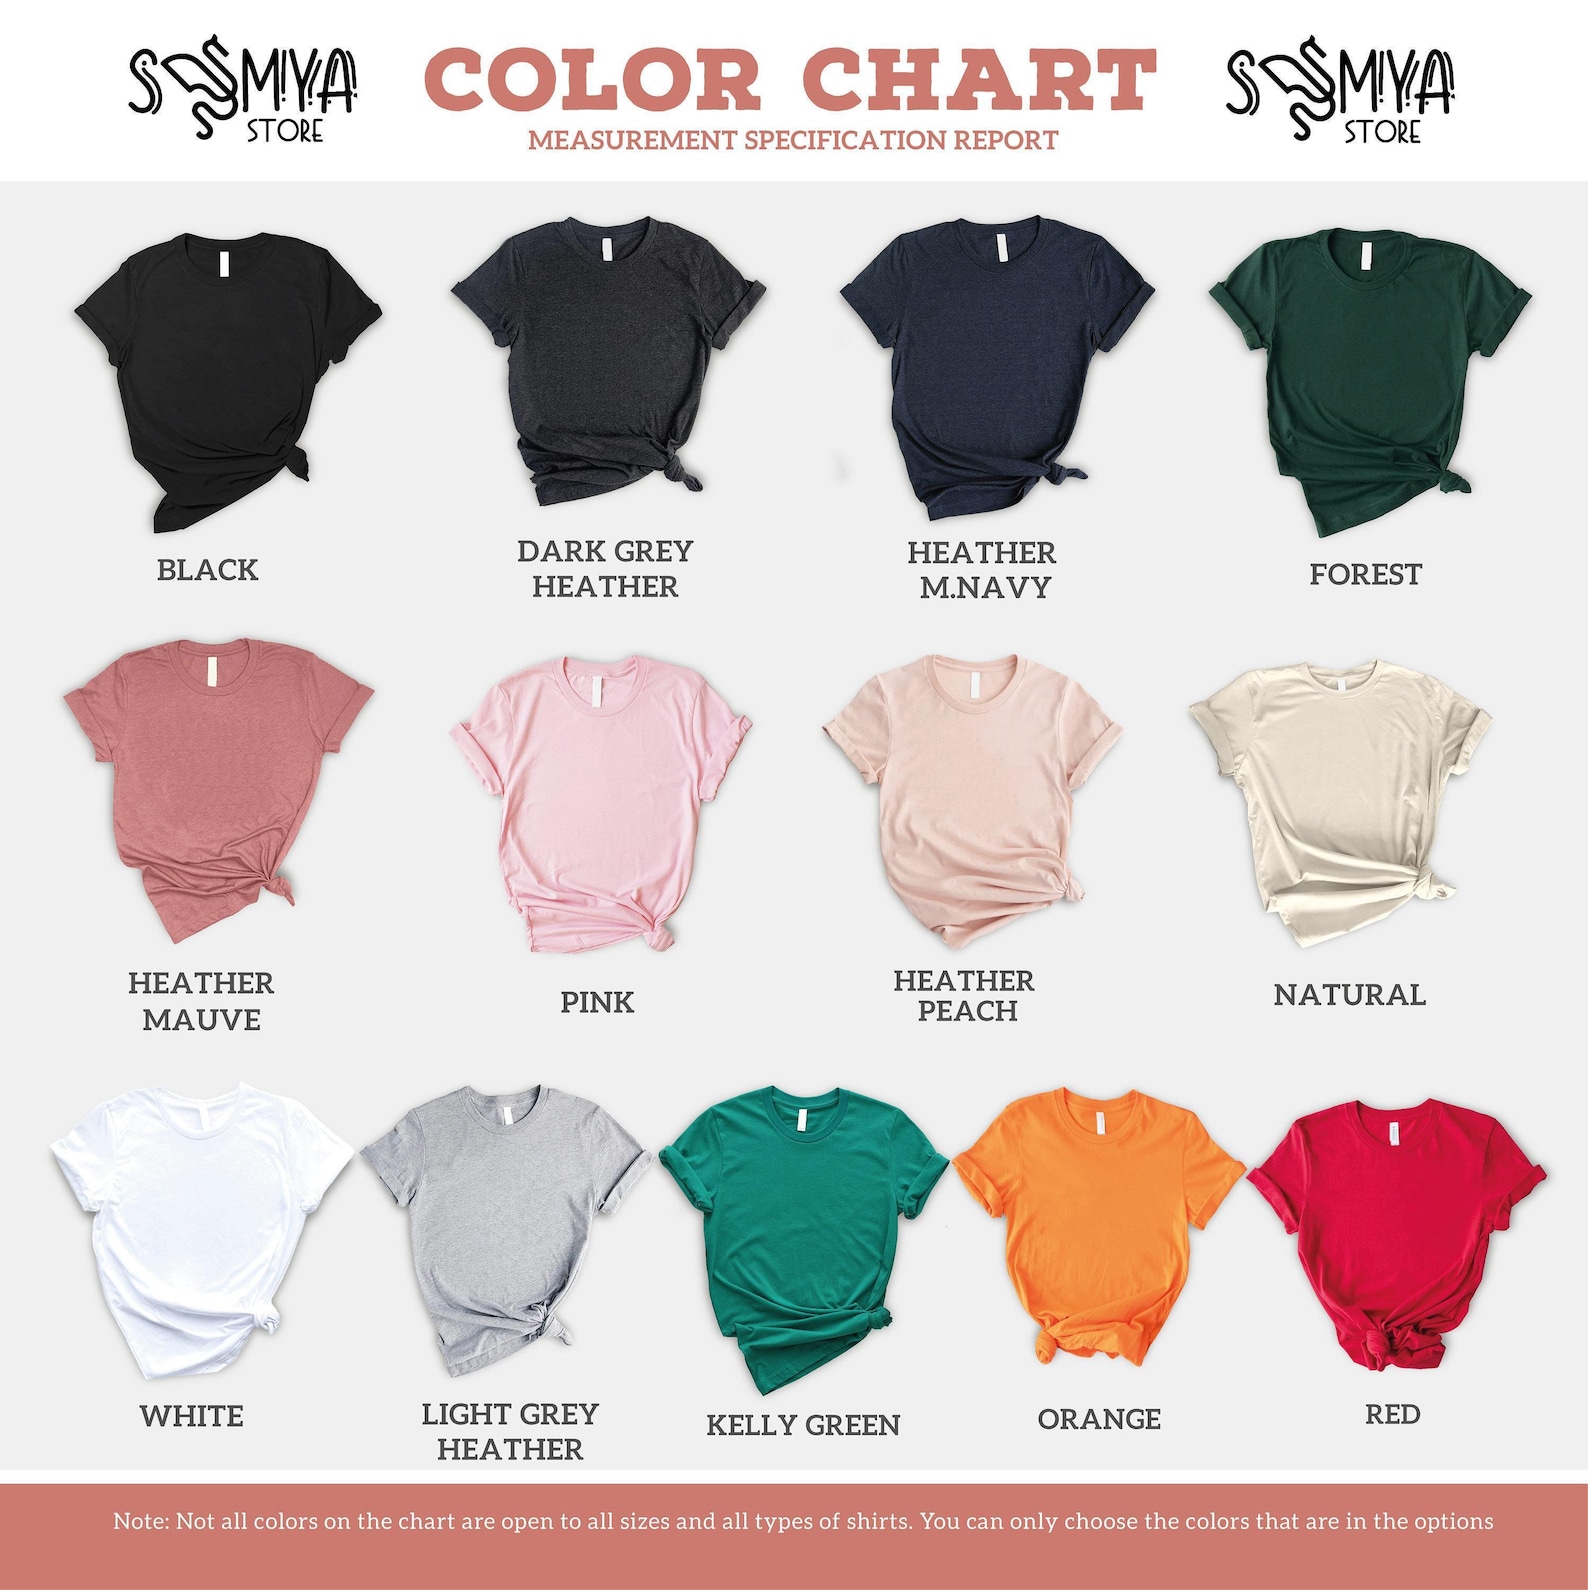 SUMYA
STORE
COLOR CHART
MEASUREMENT SPECIFICATION REPORT
SUMYA
STORE
BLACK
DARK GREY
HEATHER
HEATHER
M.NAVY
FOREST
HEATHER
MAUVE
PINK
HEATHER
PEACH
NATURAL
WHITE
LIGHT GREY
HEATHER
KELLY GREEN
ORANGE
RED
Note: Not all colors on the chart are open to all sizes and all types of shirts. You can only choose the colors that are in the options